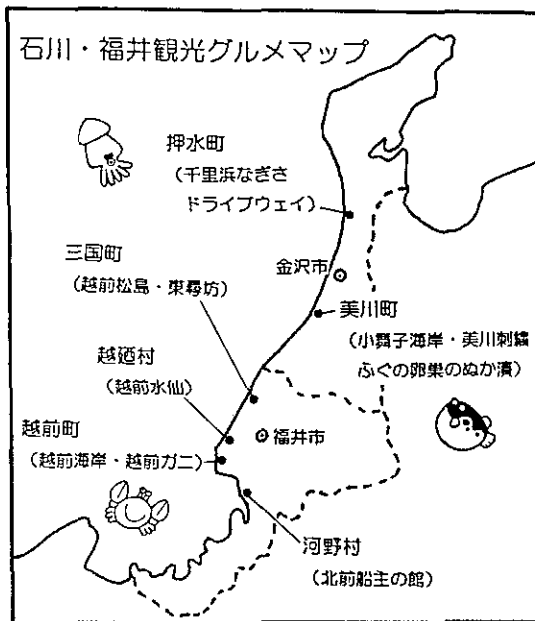 石川・福井観光グルメマップ
押水町
(千里浜なぎさ
ドライブウェイ)
三国町
(越前松島・東尋坊)
金沢市
美川町
(小舞子海岸・美川刺繍
ふぐの卵巣のぬか漬)
越廼村
(越前水仙)
福井市
越前町
(越前海岸・越前ガニ)
河野村
(北前船主の館)